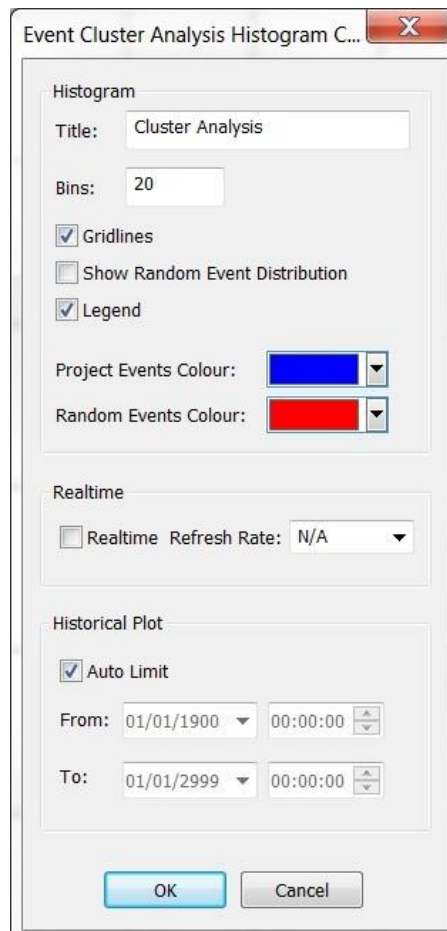 Event Cluster Analysis Histogram C...
Histogram
Title: Cluster Analysis
Bins: 20
Gridlines
Show Random Event Distribution
Legend
Project Events Colour:
Random Events Colour:
Realtime
Realtime Refresh Rate: N/A
Historical Plot
Auto Limit
From: 01/01/1900 00:00:00
To: 01/01/2999 00:00:00
OK Cancel